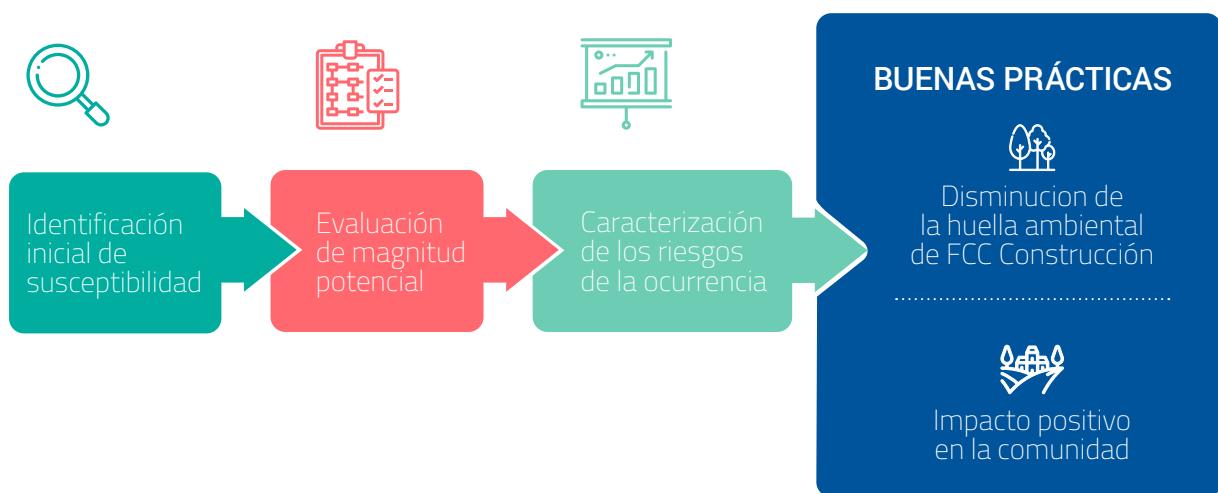 Identificación
inicial de
susceptibilidad
Evaluación
de magnitud
potencial
Caracterización
de los riesgos
de la ocurrencia
BUENAS PRÁCTICAS
Disminucion de
la huella ambiental
de FCC Construcción
Impacto positivo
en la comunidad